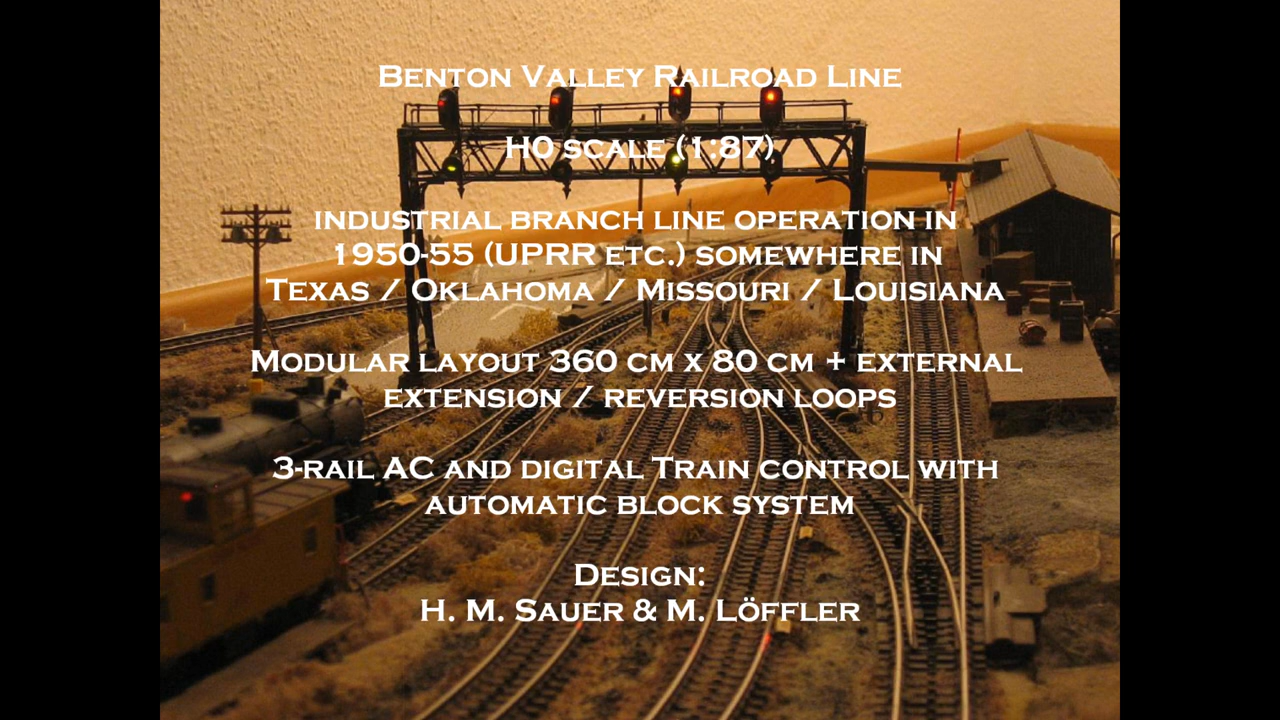 Benton Valley Railroad Line
H0 scale (1:87)
industrial branch line operation in
1950-55 (UPRR etc.) somewhere in
Texas / Oklahoma / Missouri / Louisiana
Modular layout 360 cm x 80 cm + external
extension / reversion loops
3-rail AC and digital Train control with
automatic block system
Design:
H. M. Sauer & M. Löffler